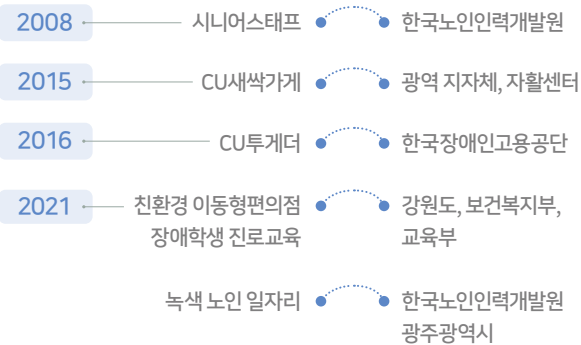 2008 시니어스태프 한국노인인력개발원
2015 CU새싹가게 광역 지자체, 자활센터
2016 CU투게더 한국장애인고용공단
2021 친환경 이동형편의점 강원도, 보건복지부,
장애학생 진로교육 교육부
녹색 노인 일자리 한국노인인력개발원
광주광역시